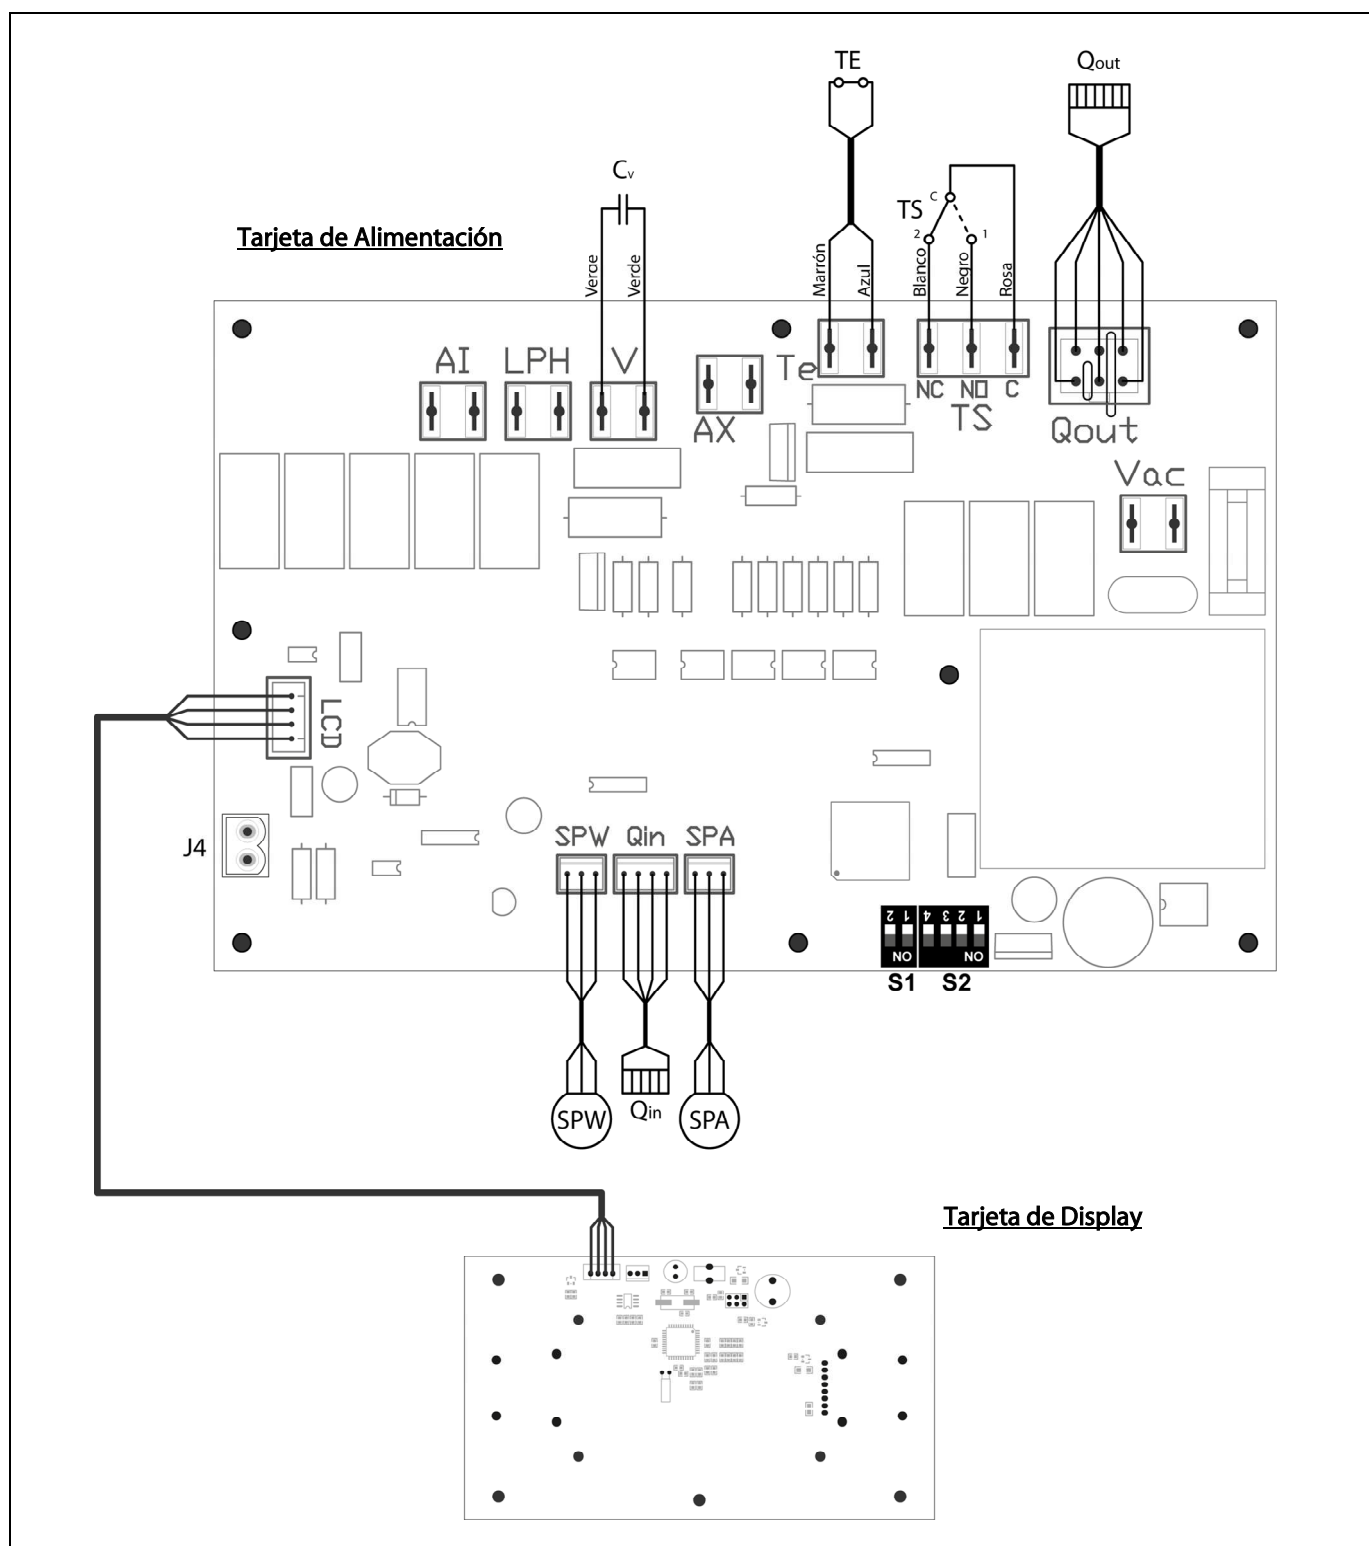 TE
Qout
Cv
TS
C
2
1
Tarjeta de Alimentación
Verde
Verde
Marrón
Azul
Blanco
Negro
Rosa
AI
LPH
V
AX
Te
NC
NO
C
TS
Qout
Vac
LCD
J4
SPW
Qin
SPA
2 1
4 3 2 1
ON
ON
S1
S2
SPW
Qin
SPA
Tarjeta de Display